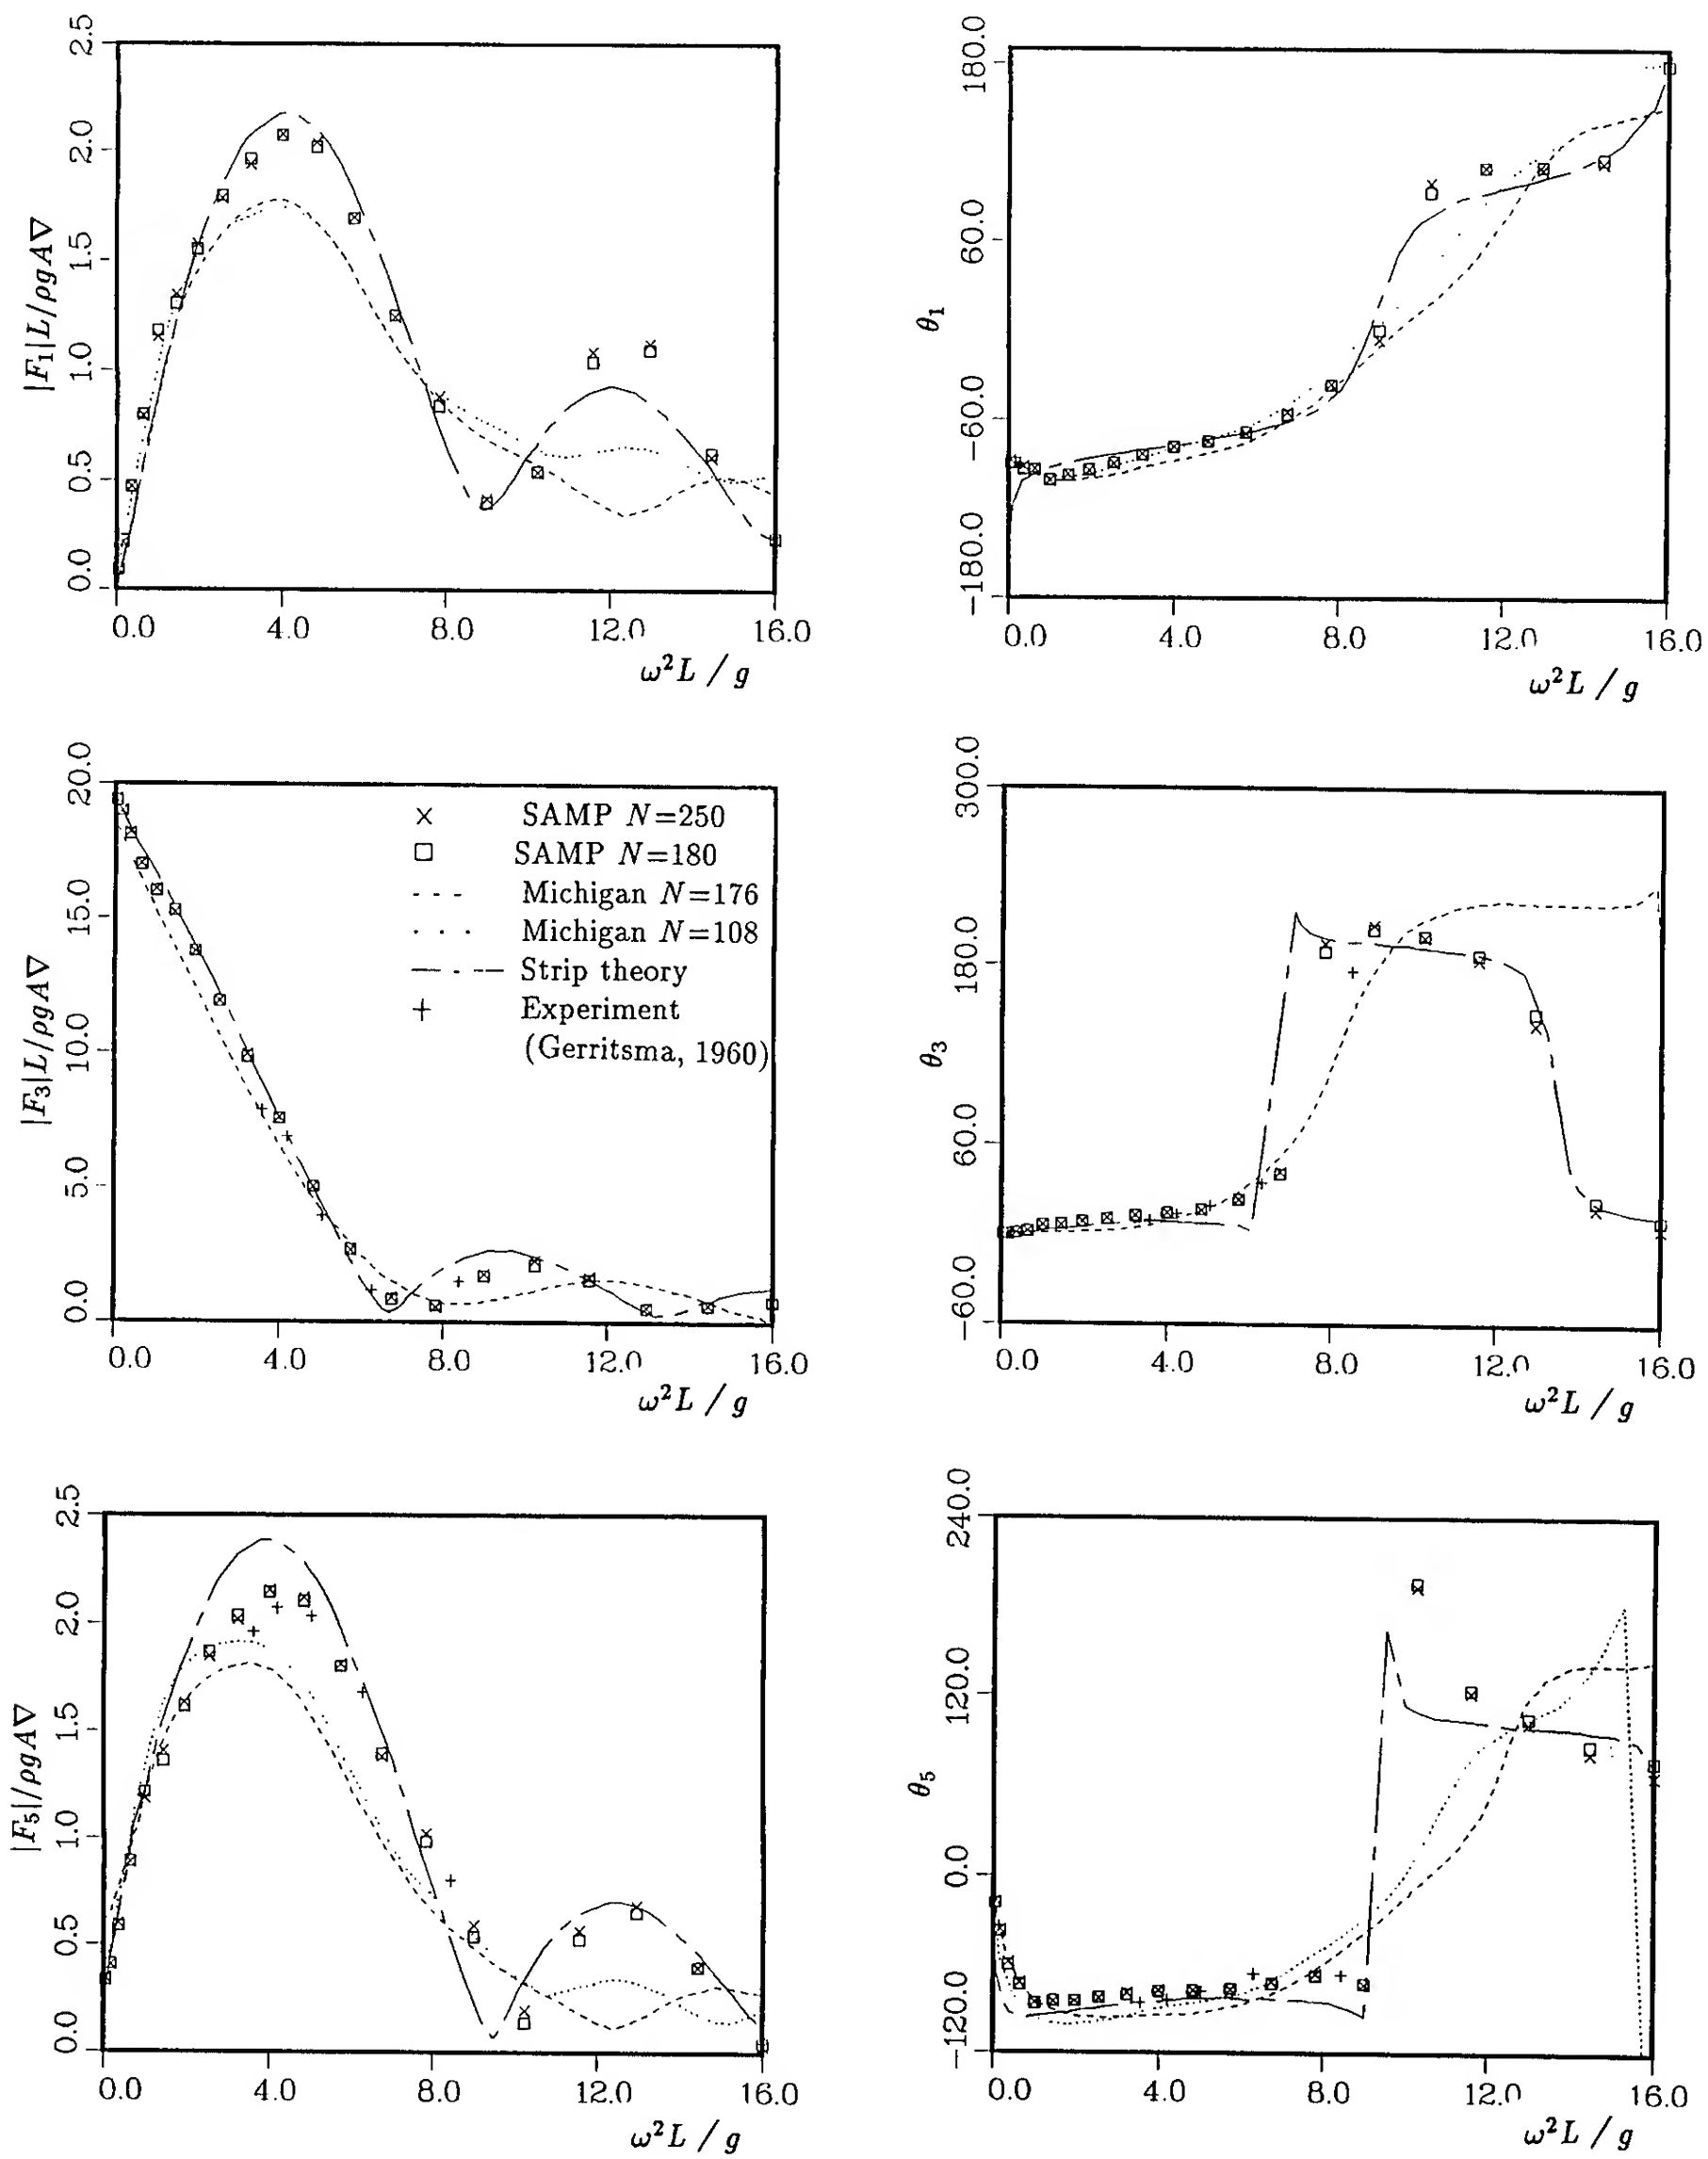 2.5
2.0
1.5
1.0
0.5
0.0
|F₁|L/ρgA∇
0.0 4.0 8.0 12.0 16.0
ω²L / g
180.0
60.0
−60.0
−180.0
θ₁
0.0 4.0 8.0 12.0 16.0
ω²L / g
20.0
15.0
10.0
5.0
0.0
|F₃|L/ρgA∇
× SAMP N=250
□ SAMP N=180
- - - Michigan N=176
· · · Michigan N=108
— - — Strip theory
+ Experiment
(Gerritsma, 1960)
0.0 4.0 8.0 12.0 16.0
ω²L / g
300.0
180.0
60.0
−60.0
θ₃
0.0 4.0 8.0 12.0 16.0
ω²L / g
2.5
2.0
1.5
1.0
0.5
0.0
|F₅|/ρgA∇
0.0 4.0 8.0 12.0 16.0
ω²L / g
240.0
120.0
0.0
−120.0
θ₅
0.0 4.0 8.0 12.0 16.0
ω²L / g